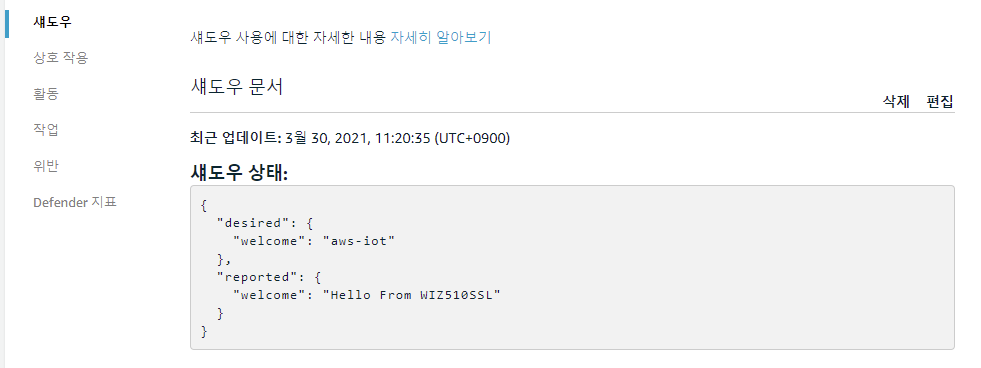 섀도우
상호 작용
활동
작업
위반
Defender 지표
섀도우 사용에 대한 자세한 내용 자세히 알아보기
섀도우 문서
삭제 편집
최근 업데이트: 3월 30, 2021, 11:20:35 (UTC+0900)
섀도우 상태:
{
"desired": {
"welcome": "aws-iot"
},
"reported": {
"welcome": "Hello From WIZ510SSL"
}
}